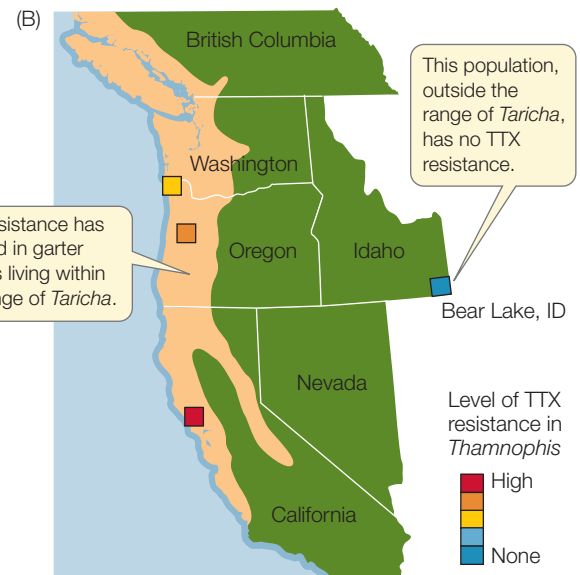 (B)
British Columbia
This population,
outside the
range of Taricha,
has no TTX
resistance.
Washington
sistance has
d in garter
s living within
nge of Taricha.
Oregon
Idaho
Bear Lake, ID
Nevada
Level of TTX
resistance in
Thamnophis
High
None
California